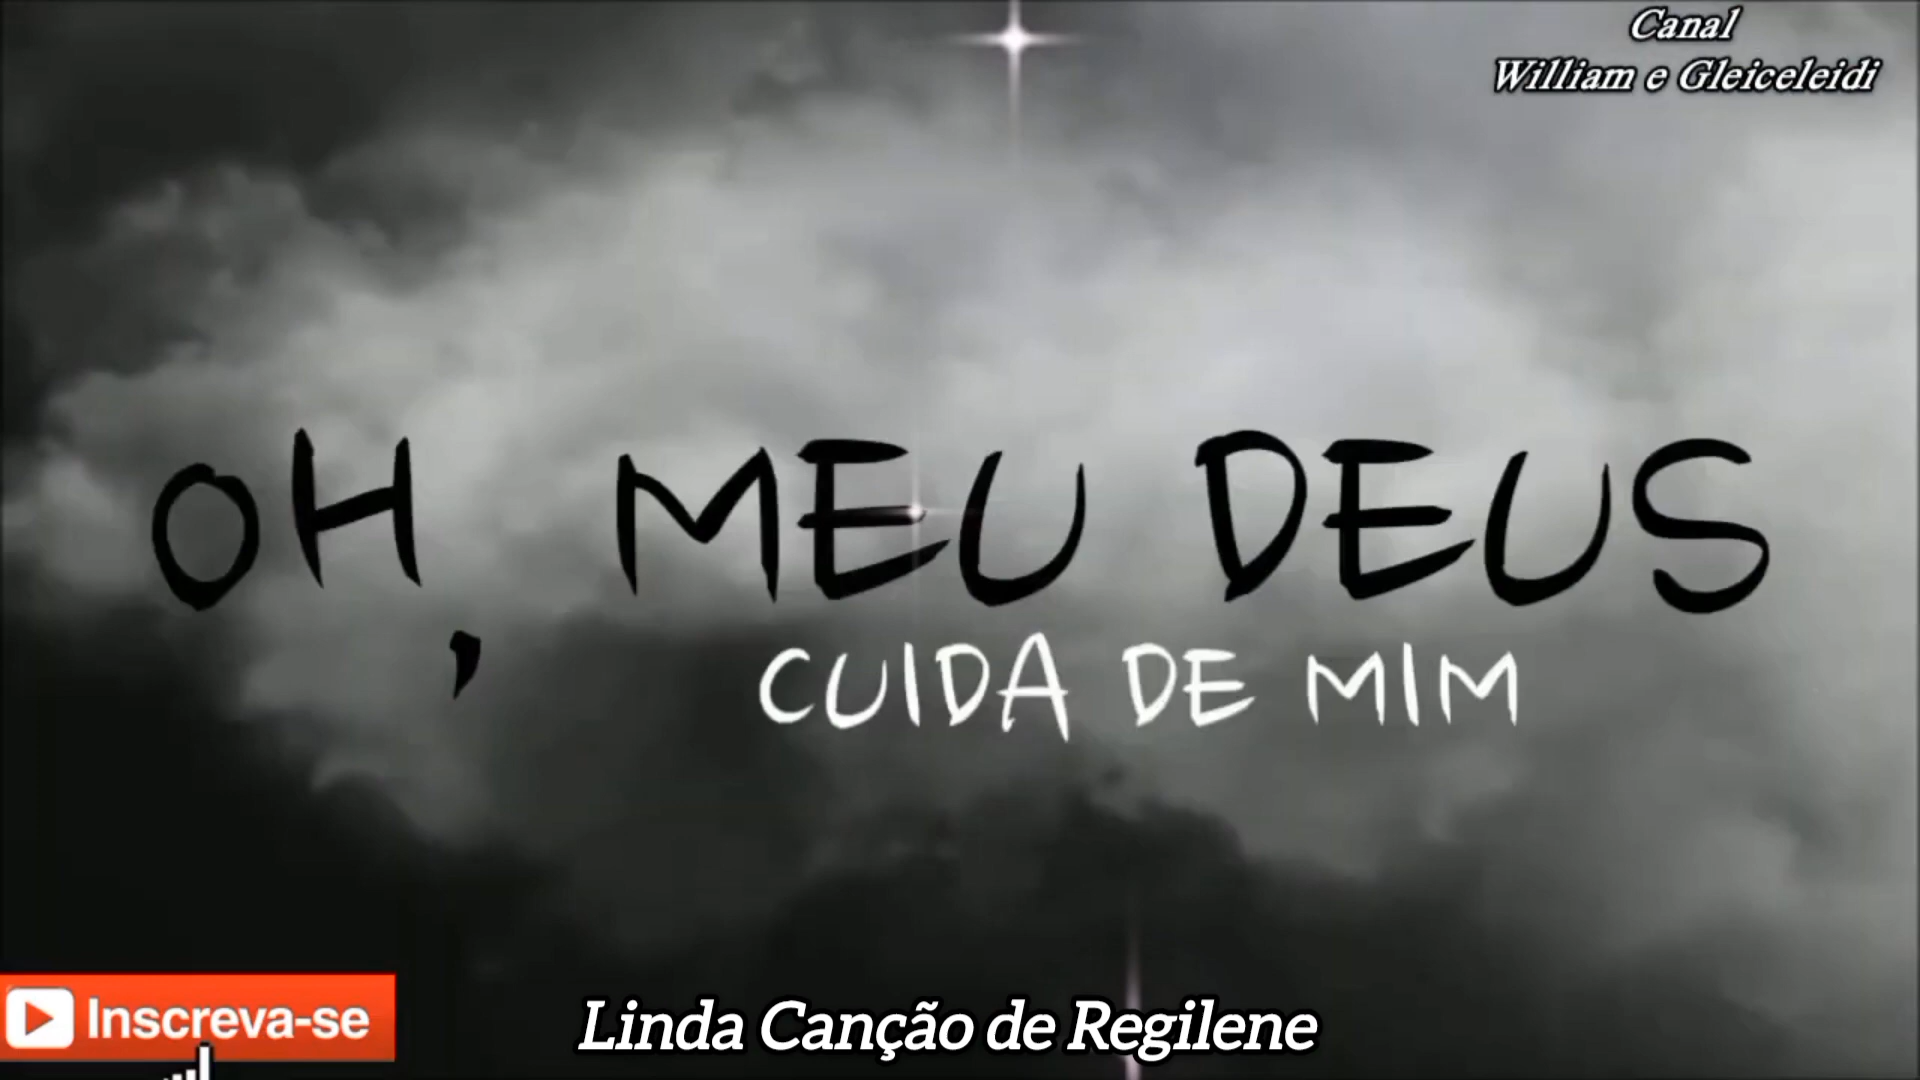 Canal
William e Gleiceleidi
OH, MEU DEUS
CUIDA DE MIM
Inscreva-se
Linda Canção de Regilene